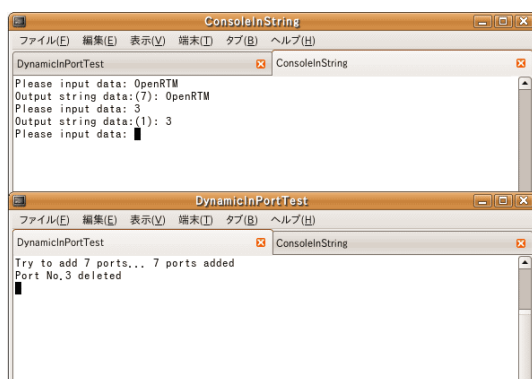 ConsoleInString
ファイル(F) 編集(E) 表示(V) 端末(T) タブ(B) ヘルプ(H)
DynamicInPortTest ConsoleInString
Please input data: OpenRTM
Output string data:(7): OpenRTM
Please input data: 3
Output string data:(1): 3
Please input data:
DynamicInPortTest
ファイル(F) 編集(E) 表示(V) 端末(T) タブ(B) ヘルプ(H)
DynamicInPortTest ConsoleInString
Try to add 7 ports... 7 ports added
Port No.3 deleted